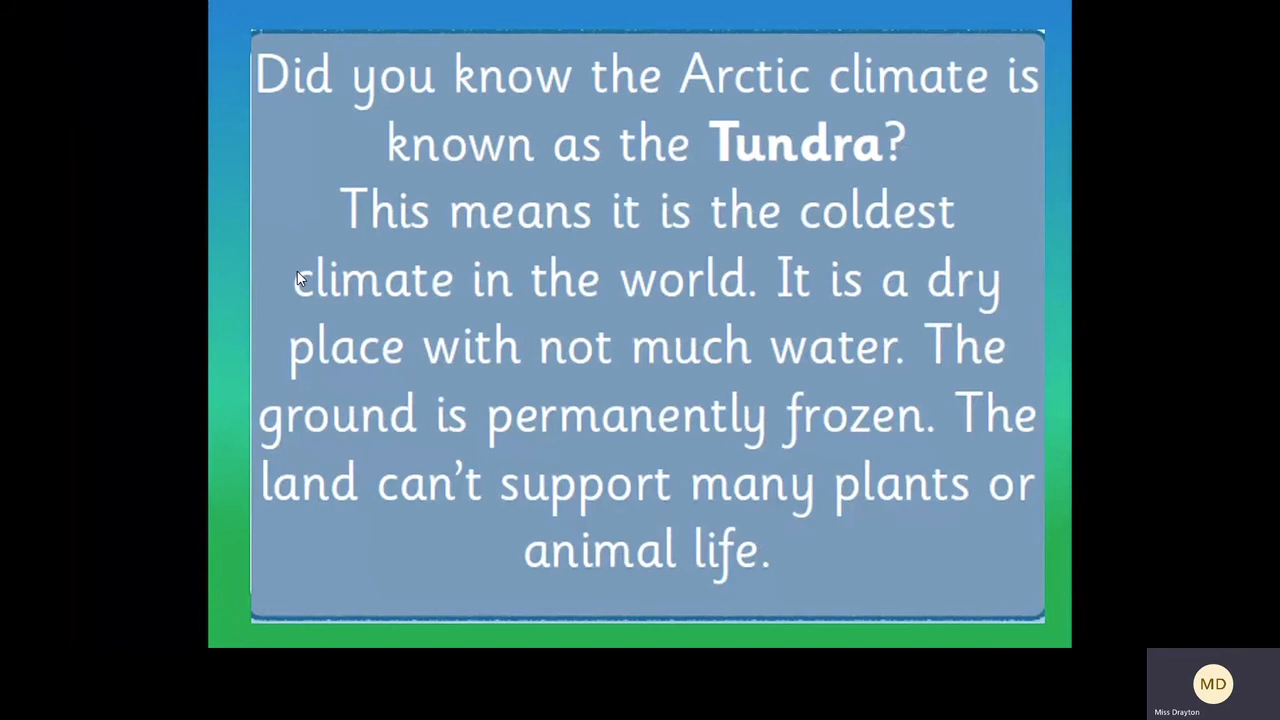 Did you know the Arctic climate is
known as the Tundra?
This means it is the coldest
climate in the world. It is a dry
place with not much water. The
ground is permanently frozen. The
land can't support many plants or
animal life.
MD
Miss Drayton